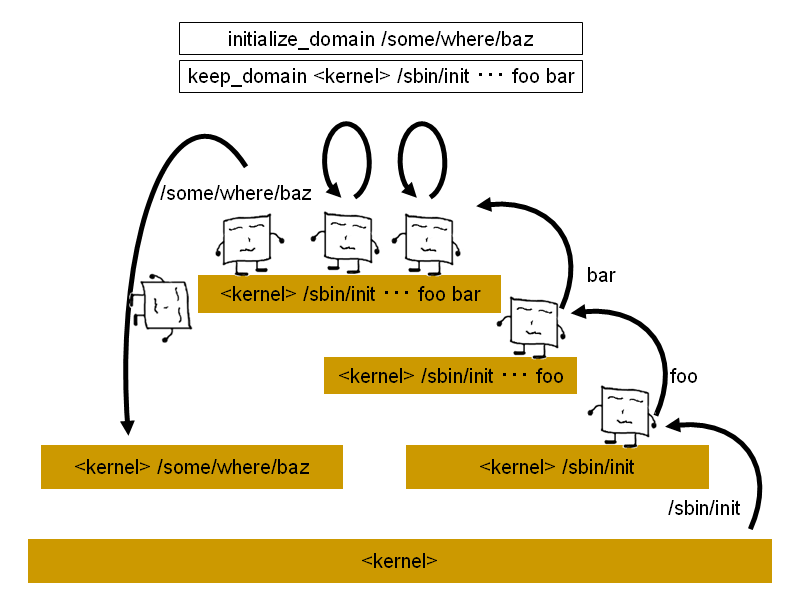 initialize_domain /some/where/baz
keep_domain <kernel> /sbin/init ··· foo bar
/some/where/baz
bar
<kernel> /sbin/init ··· foo bar
<kernel> /sbin/init ··· foo
foo
<kernel> /some/where/baz
<kernel> /sbin/init
/sbin/init
<kernel>